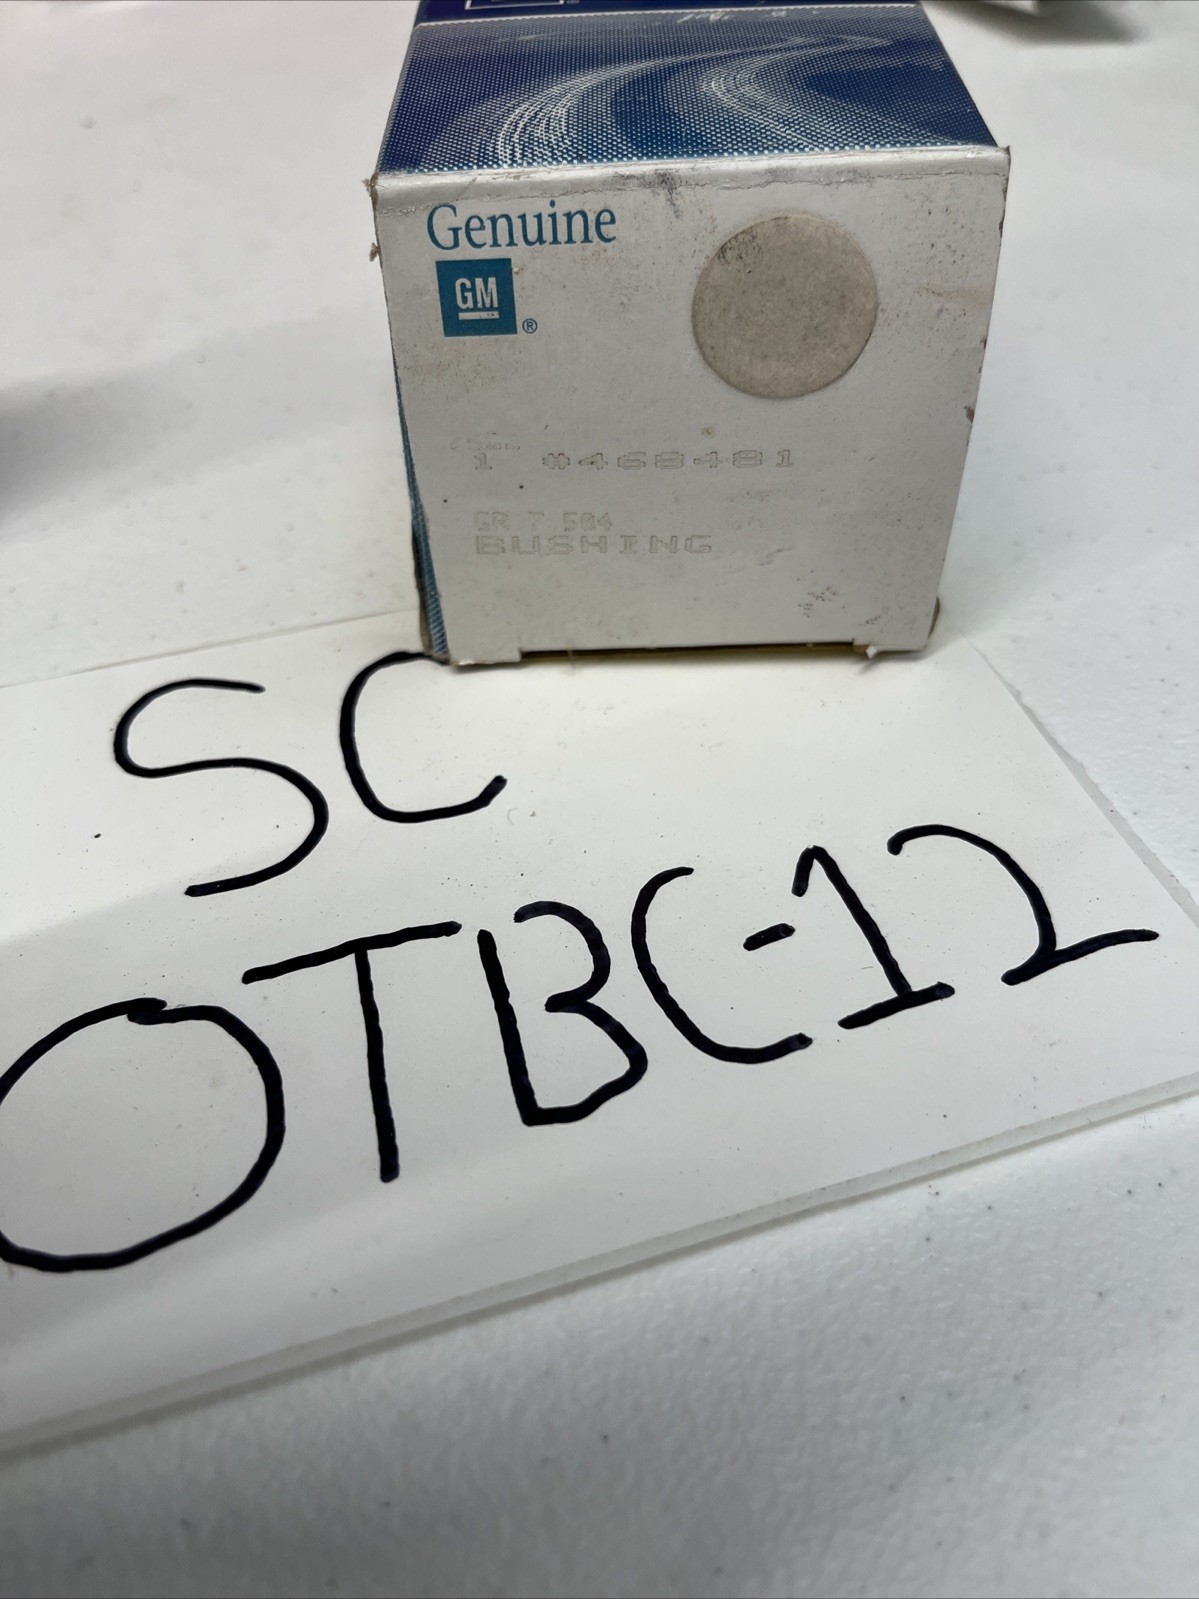 Genuine
GM ®
1 #468481
GR 7.504
BUSHING
SC
OTBC-12